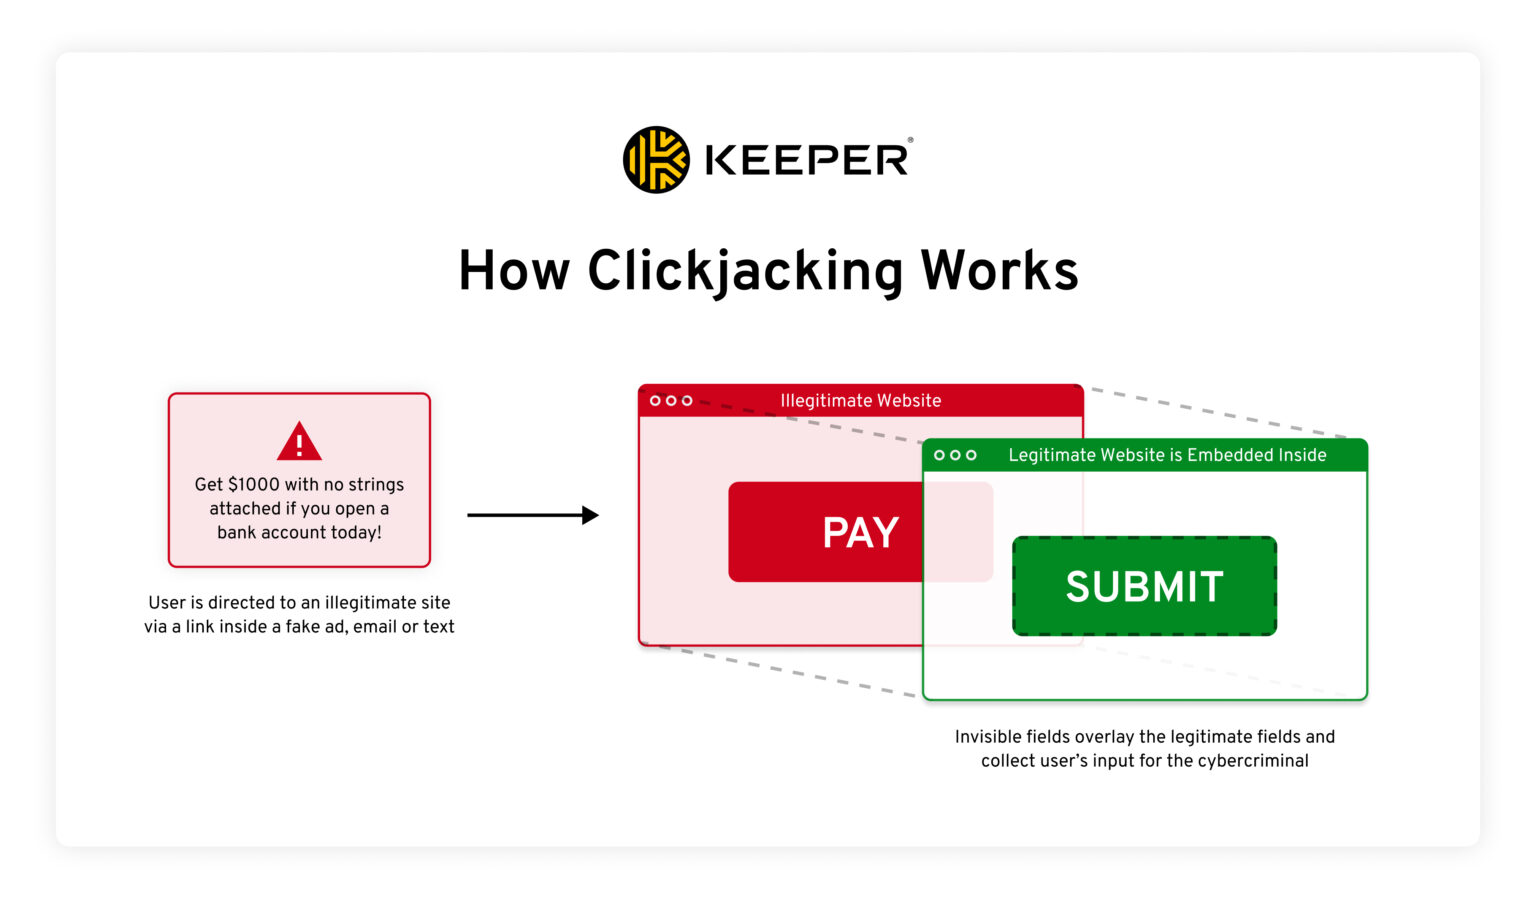 KEEPER®
How Clickjacking Works
Get $1000 with no strings
attached if you open a
bank account today!
User is directed to an illegitimate site
via a link inside a fake ad, email or text
Illegitimate Website
PAY
Legitimate Website is Embedded Inside
SUBMIT
Invisible fields overlay the legitimate fields and
collect user’s input for the cybercriminal